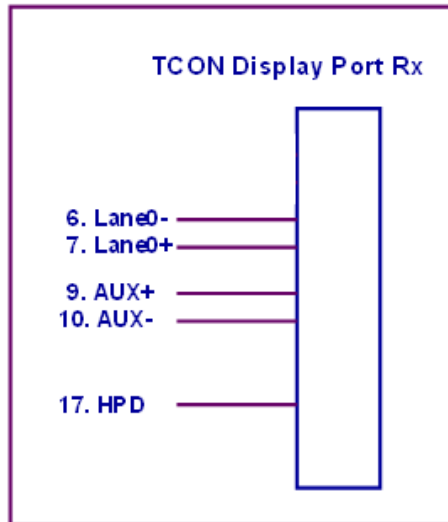 TCON Display Port Rx
6. Lane0-
7. Lane0+
9. AUX+
10. AUX-
17. HPD